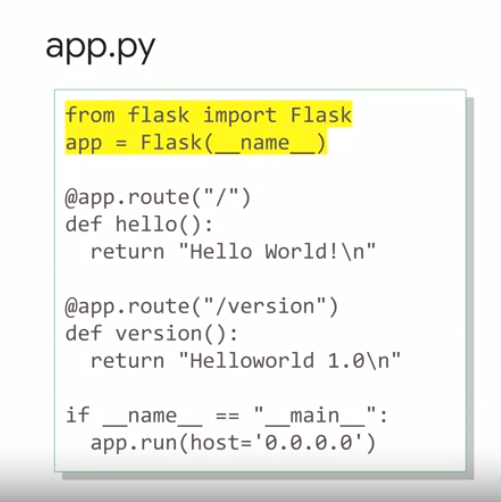 app.py
from flask import Flask
app = Flask(__name__)
@app.route("/")
def hello():
  return "Hello World!\n"
@app.route("/version")
def version():
  return "Helloworld 1.0\n"
if __name__ == "__main__":
  app.run(host='0.0.0.0')